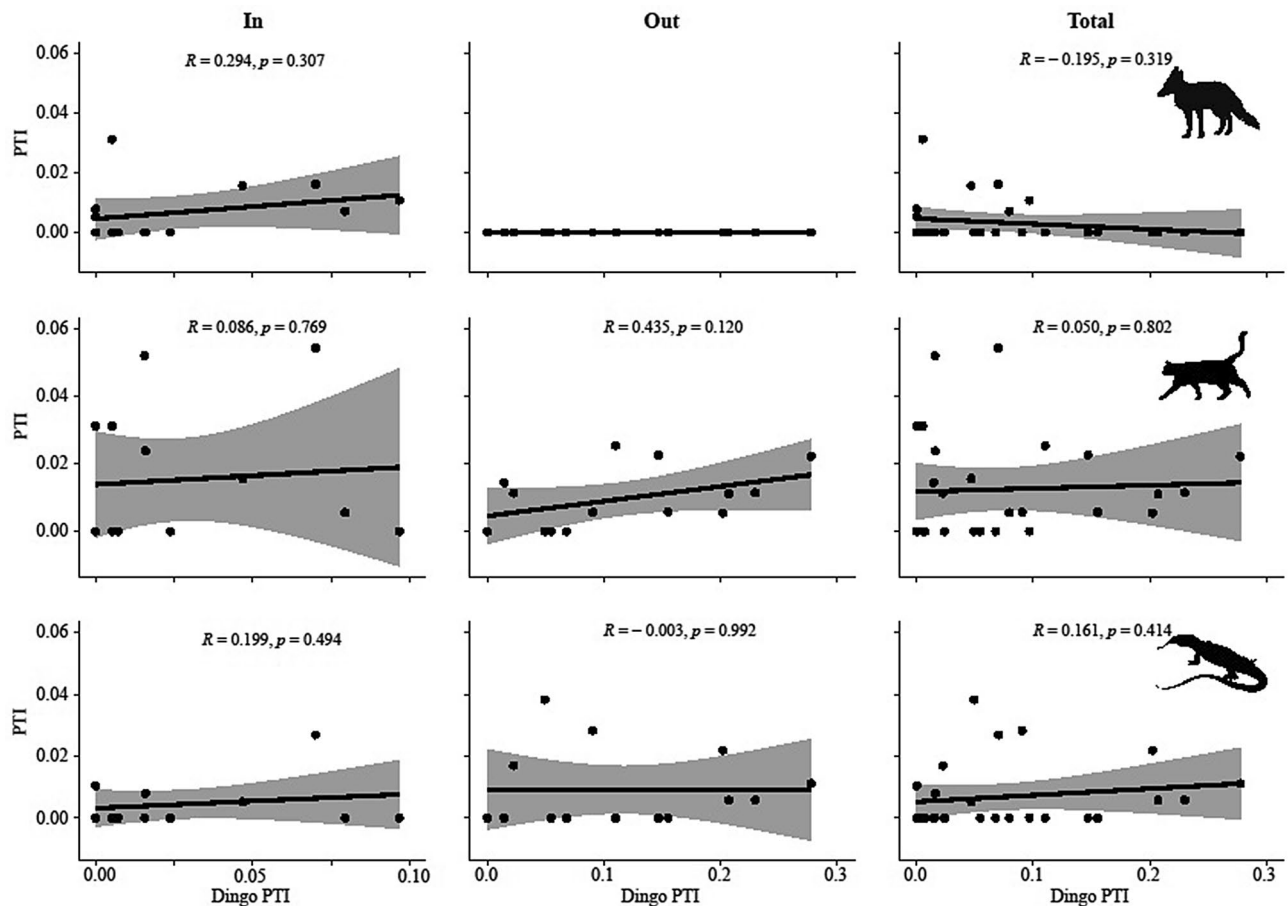 In Out Total
R = 0.294, p = 0.307
R = − 0.195, p = 0.319
PTI
0.06
0.04
0.02
0.00
R = 0.086, p = 0.769
R = 0.435, p = 0.120
R = 0.050, p = 0.802
PTI
0.06
0.04
0.02
0.00
R = 0.199, p = 0.494
R = − 0.003, p = 0.992
R = 0.161, p = 0.414
PTI
0.06
0.04
0.02
0.00
0.00 0.05 0.10
0.0 0.1 0.2 0.3
0.0 0.1 0.2 0.3
Dingo PTI Dingo PTI Dingo PTI